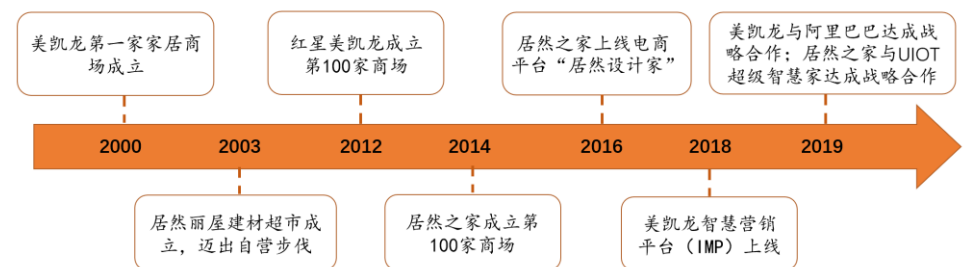 美凯龙第一家家居商
场成立
红星美凯龙成立
第100家商场
居然之家上线电商
平台“居然设计家”
美凯龙与阿里巴巴达成战
略合作；居然之家与UIOT
超级智慧家达成战略合作
2000
2003
2012
2014
2016
2018
2019
居然丽屋建材超市成
立，迈出自营步伐
居然之家成立第
100家商场
美凯龙智慧营销
平台（IMP）上线